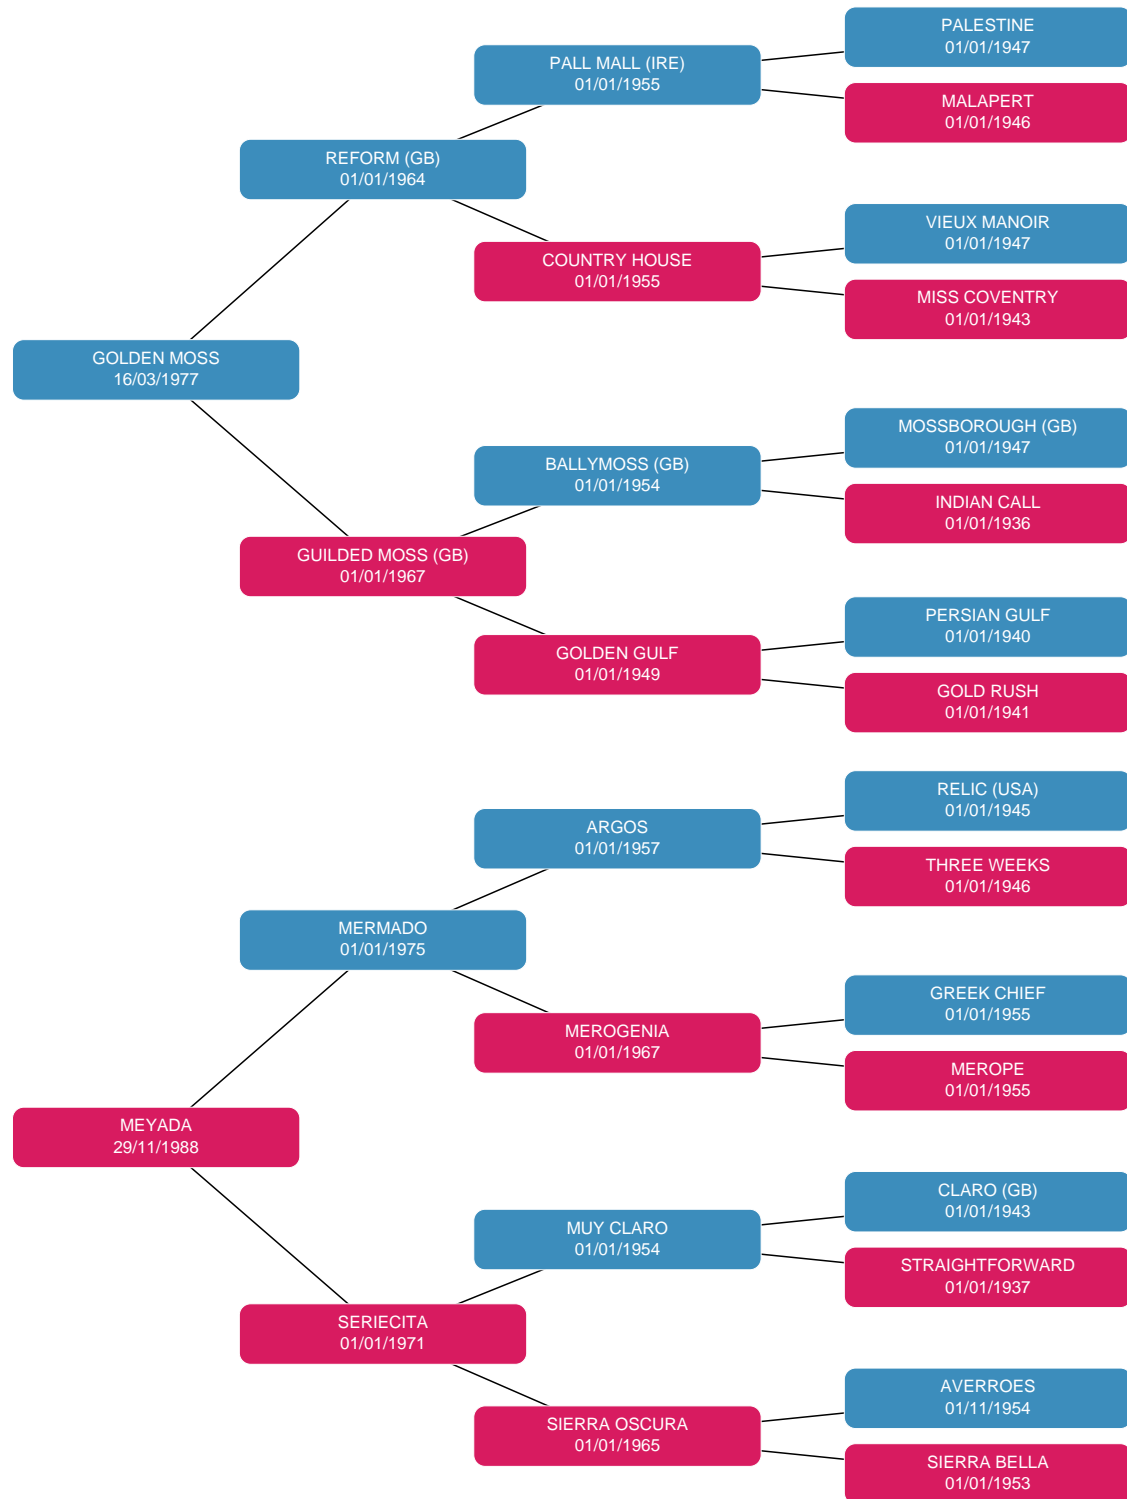 PALESTINE
01/01/1947
PALL MALL (IRE)
01/01/1955
MALAPERT
01/01/1946
REFORM (GB)
01/01/1964
VIEUX MANOIR
01/01/1947
COUNTRY HOUSE
01/01/1955
MISS COVENTRY
01/01/1943
GOLDEN MOSS
16/03/1977
MOSSBOROUGH (GB)
01/01/1947
BALLYMOSS (GB)
01/01/1954
INDIAN CALL
01/01/1936
GUILDED MOSS (GB)
01/01/1967
PERSIAN GULF
01/01/1940
GOLDEN GULF
01/01/1949
GOLD RUSH
01/01/1941
RELIC (USA)
01/01/1945
ARGOS
01/01/1957
THREE WEEKS
01/01/1946
MERMADO
01/01/1975
GREEK CHIEF
01/01/1955
MEROGENIA
01/01/1967
MEROPE
01/01/1955
MEYADA
29/11/1988
CLARO (GB)
01/01/1943
MUY CLARO
01/01/1954
STRAIGHTFORWARD
01/01/1937
SERIECITA
01/01/1971
AVERROES
01/11/1954
SIERRA OSCURA
01/01/1965
SIERRA BELLA
01/01/1953